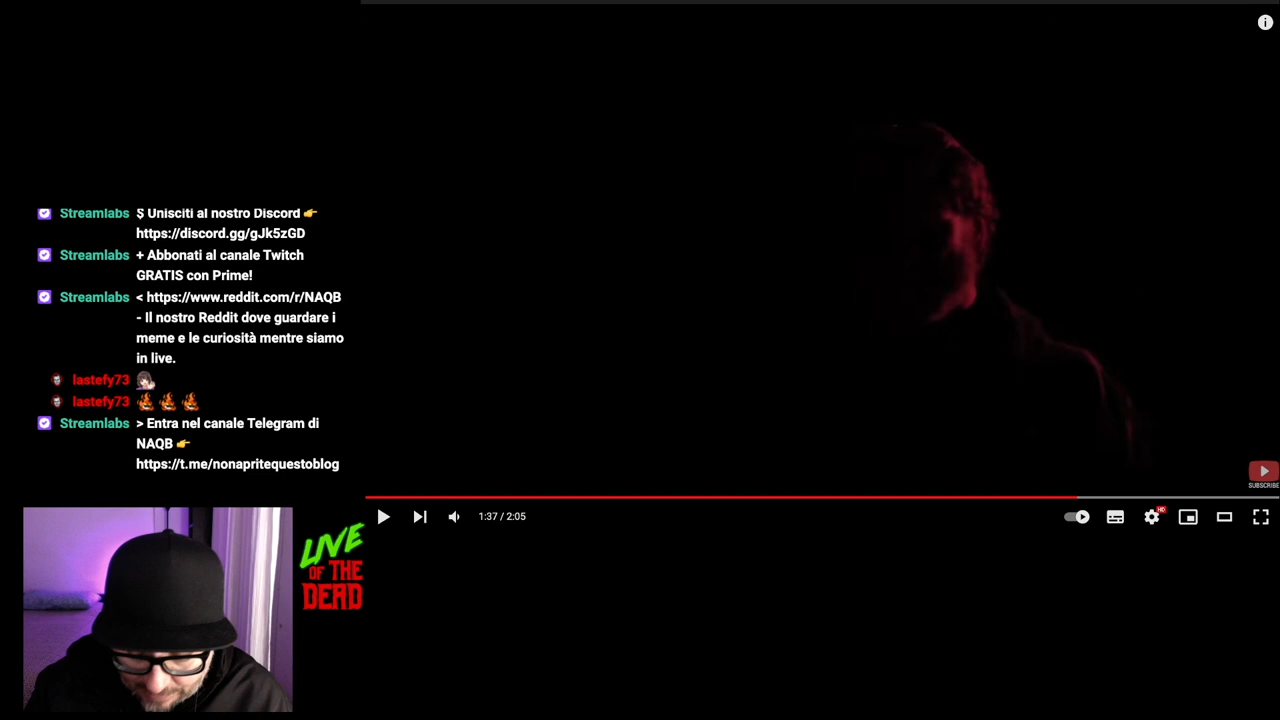 Streamlabs $ Unisciti al nostro Discord 👉
https://discord.gg/gJk5zGD
Streamlabs + Abbonati al canale Twitch
GRATIS con Prime!
Streamlabs < https://www.reddit.com/r/NAQB
- Il nostro Reddit dove guardare i
meme e le curiosità mentre siamo
in live.
lastefy73
lastefy73
Streamlabs > Entra nel canale Telegram di
NAQB 👉
https://t.me/nonapritequestoblog
SUBSCRIBE
1:37 / 2:05
HD
LIVE
OF THE
DEAD